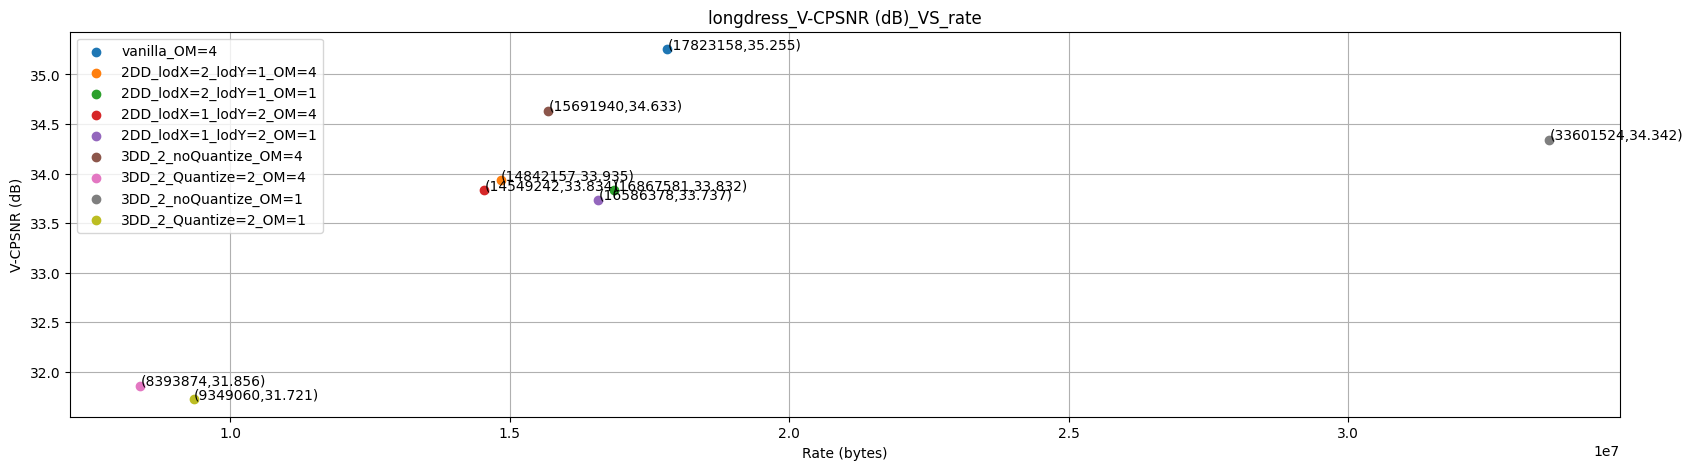 longdress_V-CPSNR (dB)_VS_rate
V-CPSNR (dB)
35.0
34.5
34.0
33.5
33.0
32.5
32.0
vanilla_OM=4
2DD_lodX=2_lodY=1_OM=4
2DD_lodX=2_lodY=1_OM=1
2DD_lodX=1_lodY=2_OM=4
2DD_lodX=1_lodY=2_OM=1
3DD_2_noQuantize_OM=4
3DD_2_Quantize=2_OM=4
3DD_2_noQuantize_OM=1
3DD_2_Quantize=2_OM=1
(17823158,35.255)
(15691940,34.633)
(33601524,34.342)
(14842157,33.935)
(14549242,33.834)
(16867581,33.832)
(16586378,33.737)
(8393874,31.856)
(9349060,31.721)
1.0 1.5 2.0 2.5 3.0
1e7
Rate (bytes)